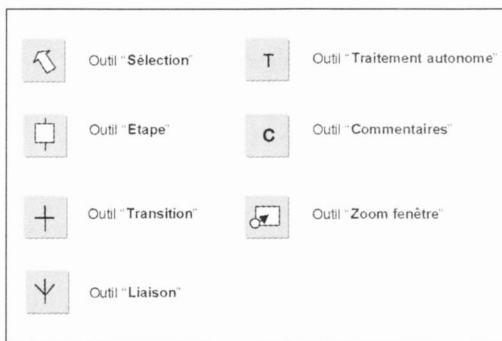 Outil "Sélection"
T Outil "Traitement autonome"
Outil "Etape"
C Outil "Commentaires"
Outil "Transition"
Outil "Zoom fenêtre"
Outil "Liaison"